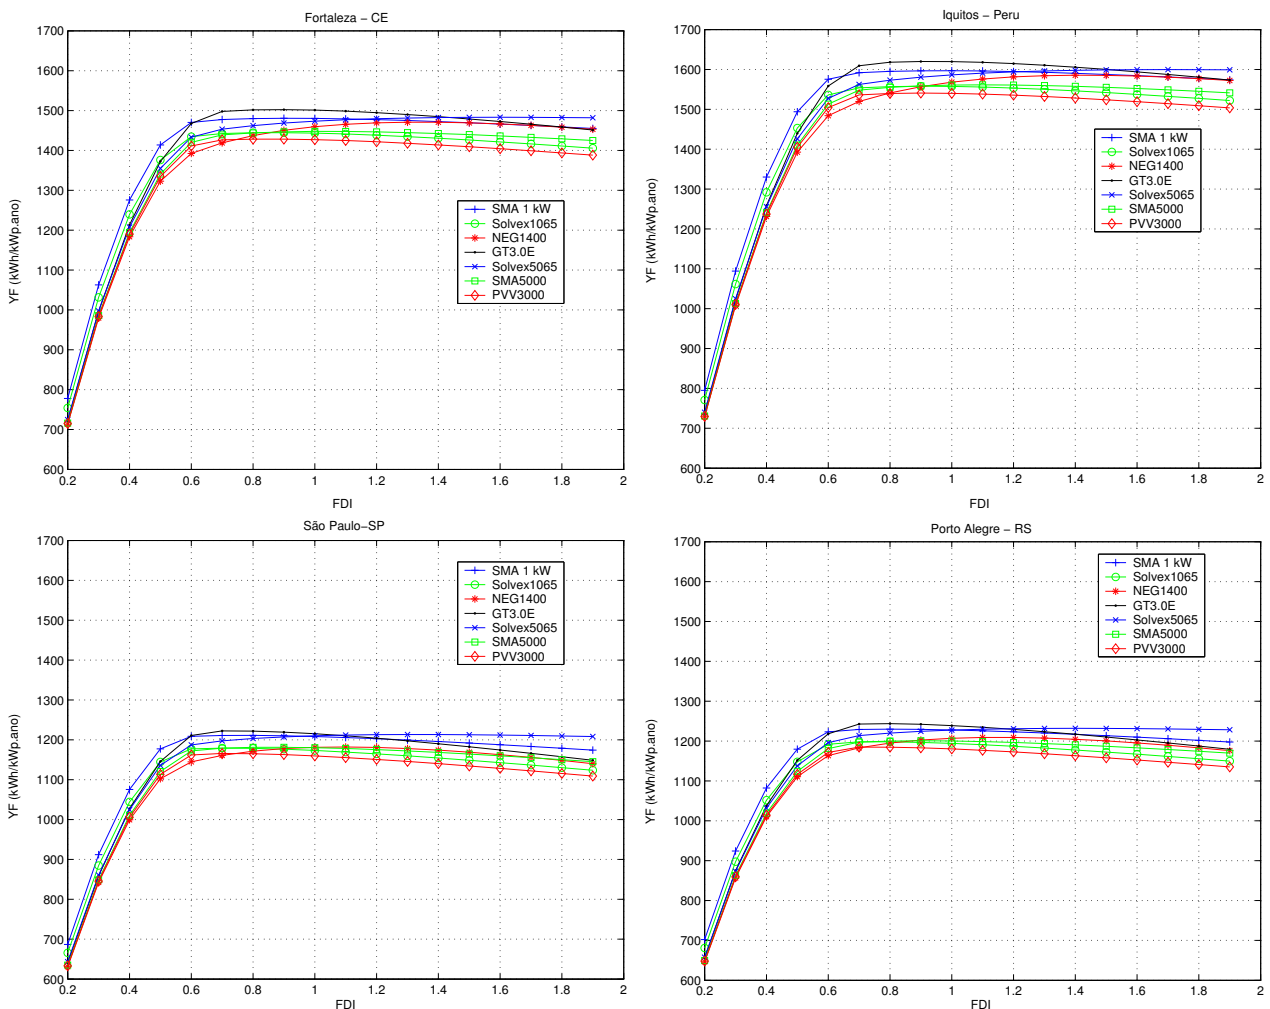 Fortaleza − CE
1700
1600
1500
1400
1300
1200
1100
1000
900
800
700
600
YF (kWh/kWp.ano)
SMA 1 kW
Solvex1065
NEG1400
GT3.0E
Solvex5065
SMA5000
PVV3000
0.2 0.4 0.6 0.8 1 1.2 1.4 1.6 1.8 2
FDI
Iquitos − Peru
1700
1600
1500
1400
1300
1200
1100
1000
900
800
700
600
YF (kWh/kWp.ano)
SMA 1 kW
Solvex1065
NEG1400
GT3.0E
Solvex5065
SMA5000
PVV3000
0.2 0.4 0.6 0.8 1 1.2 1.4 1.6 1.8 2
FDI
São Paulo−SP
1700
1600
1500
1400
1300
1200
1100
1000
900
800
700
600
YF (kWh/kWp.ano)
SMA 1 kW
Solvex1065
NEG1400
GT3.0E
Solvex5065
SMA5000
PVV3000
0.2 0.4 0.6 0.8 1 1.2 1.4 1.6 1.8 2
FDI
Porto Alegre − RS
1700
1600
1500
1400
1300
1200
1100
1000
900
800
700
600
YF (kWh/kWp.ano)
SMA 1 kW
Solvex1065
NEG1400
GT3.0E
Solvex5065
SMA5000
PVV3000
0.2 0.4 0.6 0.8 1 1.2 1.4 1.6 1.8 2
FDI